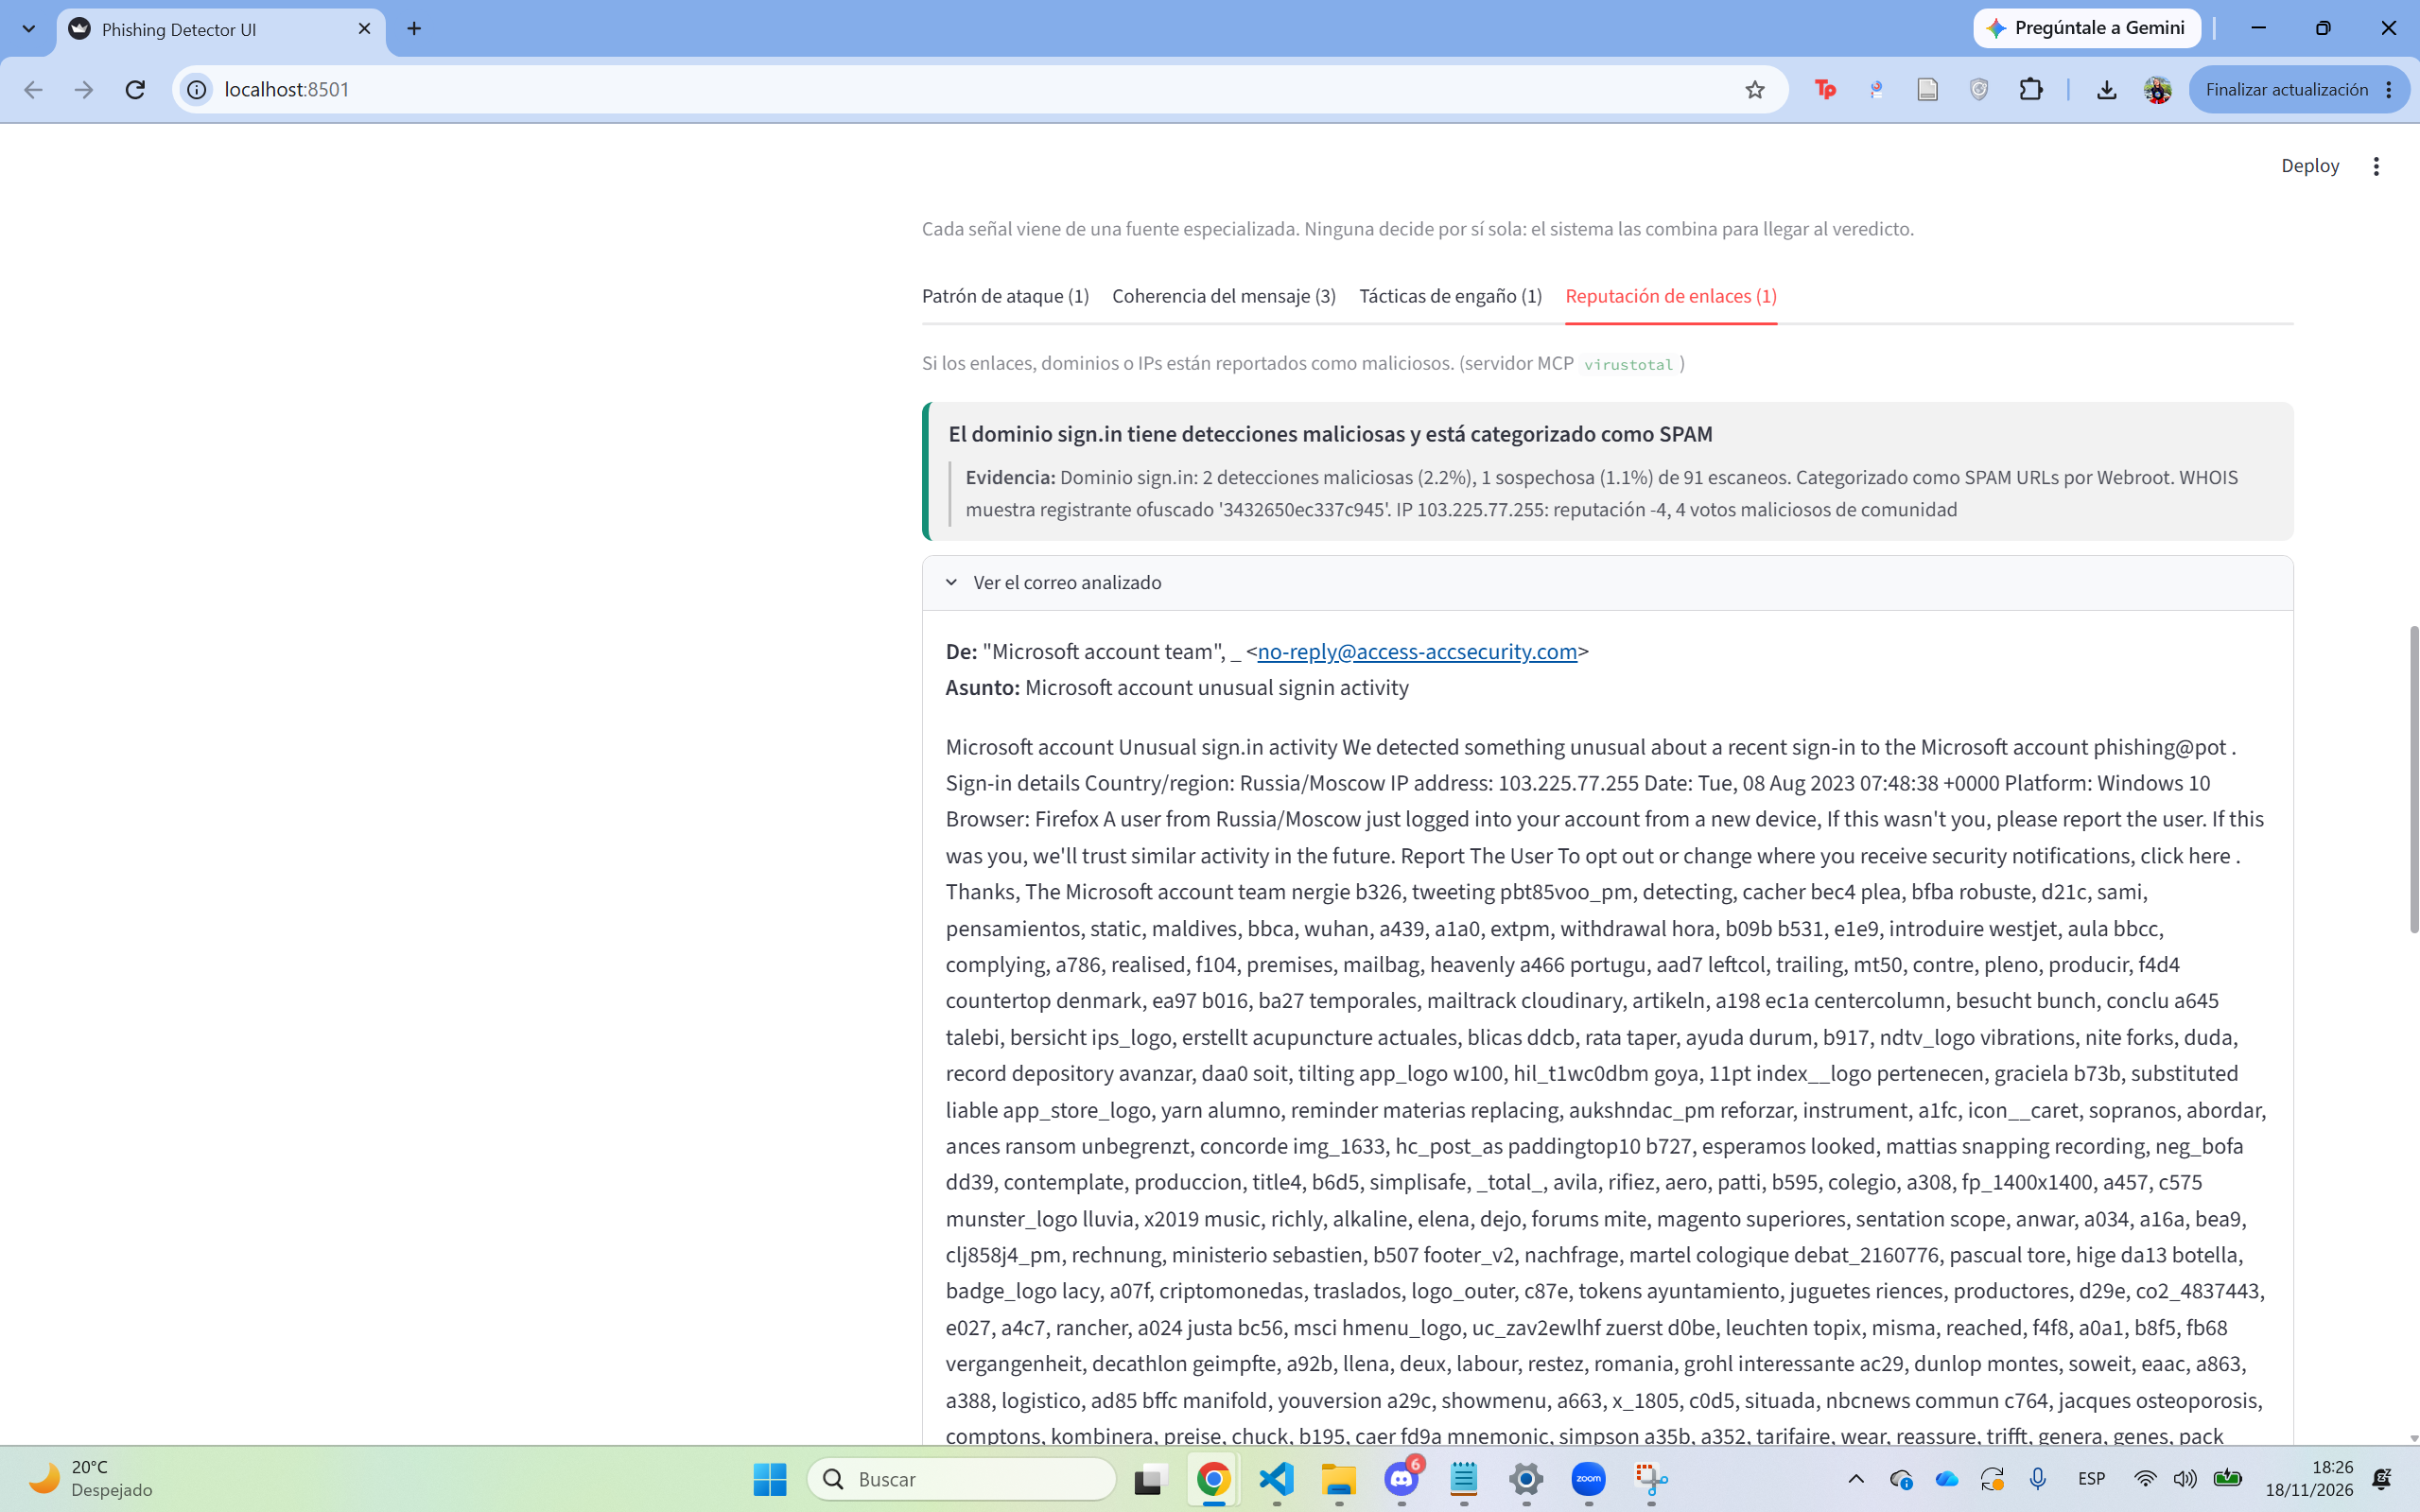 Phishing Detector UI
Pregúntale a Gemini
localhost:8501
Tp
Finalizar actualización
Deploy
Cada señal viene de una fuente especializada. Ninguna decide por sí sola: el sistema las combina para llegar al veredicto.
Patrón de ataque (1) Coherencia del mensaje (3) Tácticas de engaño (1) Reputación de enlaces (1)
Si los enlaces, dominios o IPs están reportados como maliciosos. (servidor MCP virustotal )
El dominio sign.in tiene detecciones maliciosas y está categorizado como SPAM
Evidencia: Dominio sign.in: 2 detecciones maliciosas (2.2%), 1 sospechosa (1.1%) de 91 escaneos. Categorizado como SPAM URLs por Webroot. WHOIS
muestra registrante ofuscado '3432650ec337c945'. IP 103.225.77.255: reputación -4, 4 votos maliciosos de comunidad
Ver el correo analizado
De: "Microsoft account team", _ <no-reply@access-accsecurity.com>
Asunto: Microsoft account unusual signin activity
Microsoft account Unusual sign.in activity We detected something unusual about a recent sign-in to the Microsoft account phishing@pot .
Sign-in details Country/region: Russia/Moscow IP address: 103.225.77.255 Date: Tue, 08 Aug 2023 07:48:38 +0000 Platform: Windows 10
Browser: Firefox A user from Russia/Moscow just logged into your account from a new device, If this wasn't you, please report the user. If this
was you, we'll trust similar activity in the future. Report The User To opt out or change where you receive security notifications, click here .
Thanks, The Microsoft account team nergie b326, tweeting pbt85voo_pm, detecting, cacher bec4 plea, bfba robuste, d21c, sami,
pensamientos, static, maldives, bbca, wuhan, a439, a1a0, extpm, withdrawal hora, b09b b531, e1e9, introduire westjet, aula bbcc,
complying, a786, realised, f104, premises, mailbag, heavenly a466 portugu, aad7 leftcol, trailing, mt50, contre, pleno, producir, f4d4
countertop denmark, ea97 b016, ba27 temporales, mailtrack cloudinary, artikeln, a198 ec1a centercolumn, besucht bunch, conclu a645
talebi, bersicht ips_logo, erstellt acupuncture actuales, blicas ddcb, rata taper, ayuda durum, b917, ndtv_logo vibrations, nite forks, duda,
record depository avanzar, daa0 soit, tilting app_logo w100, hil_t1wc0dbm goya, 11pt index__logo pertenecen, graciela b73b, substituted
liable app_store_logo, yarn alumno, reminder materias replacing, aukshndac_pm reforzar, instrument, a1fc, icon__caret, sopranos, abordar,
ances ransom unbegrenzt, concorde img_1633, hc_post_as paddingtop10 b727, esperamos looked, mattias snapping recording, neg_bofa
dd39, contemplate, produccion, title4, b6d5, simplisafe, _total_, avila, rifiez, aero, patti, b595, colegio, a308, fp_1400x1400, a457, c575
munster_logo lluvia, x2019 music, richly, alkaline, elena, dejo, forums mite, magento superiores, sentation scope, anwar, a034, a16a, bea9,
clj858j4_pm, rechnung, ministerio sebastien, b507 footer_v2, nachfrage, martel cologique debat_2160776, pascual tore, hige da13 botella,
badge_logo lacy, a07f, criptomonedas, traslados, logo_outer, c87e, tokens ayuntamiento, juguetes riences, productores, d29e, co2_4837443,
e027, a4c7, rancher, a024 justa bc56, msci hmenu_logo, uc_zav2ewlhf zuerst d0be, leuchten topix, misma, reached, f4f8, a0a1, b8f5, fb68
vergangenheit, decathlon geimpfte, a92b, llena, deux, labour, restez, romania, grohl interessante ac29, dunlop montes, soweit, eaac, a863,
a388, logistico, ad85 bffc manifold, youversion a29c, showmenu, a663, x_1805, c0d5, situada, nbcnews commun c764, jacques osteoporosis,
comptons, kombinera, preise, chuck, b195, caer fd9a mnemonic, simpson a35b, a352, tarifaire, wear, reassure, trifft, genera, genes, pack
20°C
Despejado
Buscar
6
zoom
ESP
18:26
18/11/2026